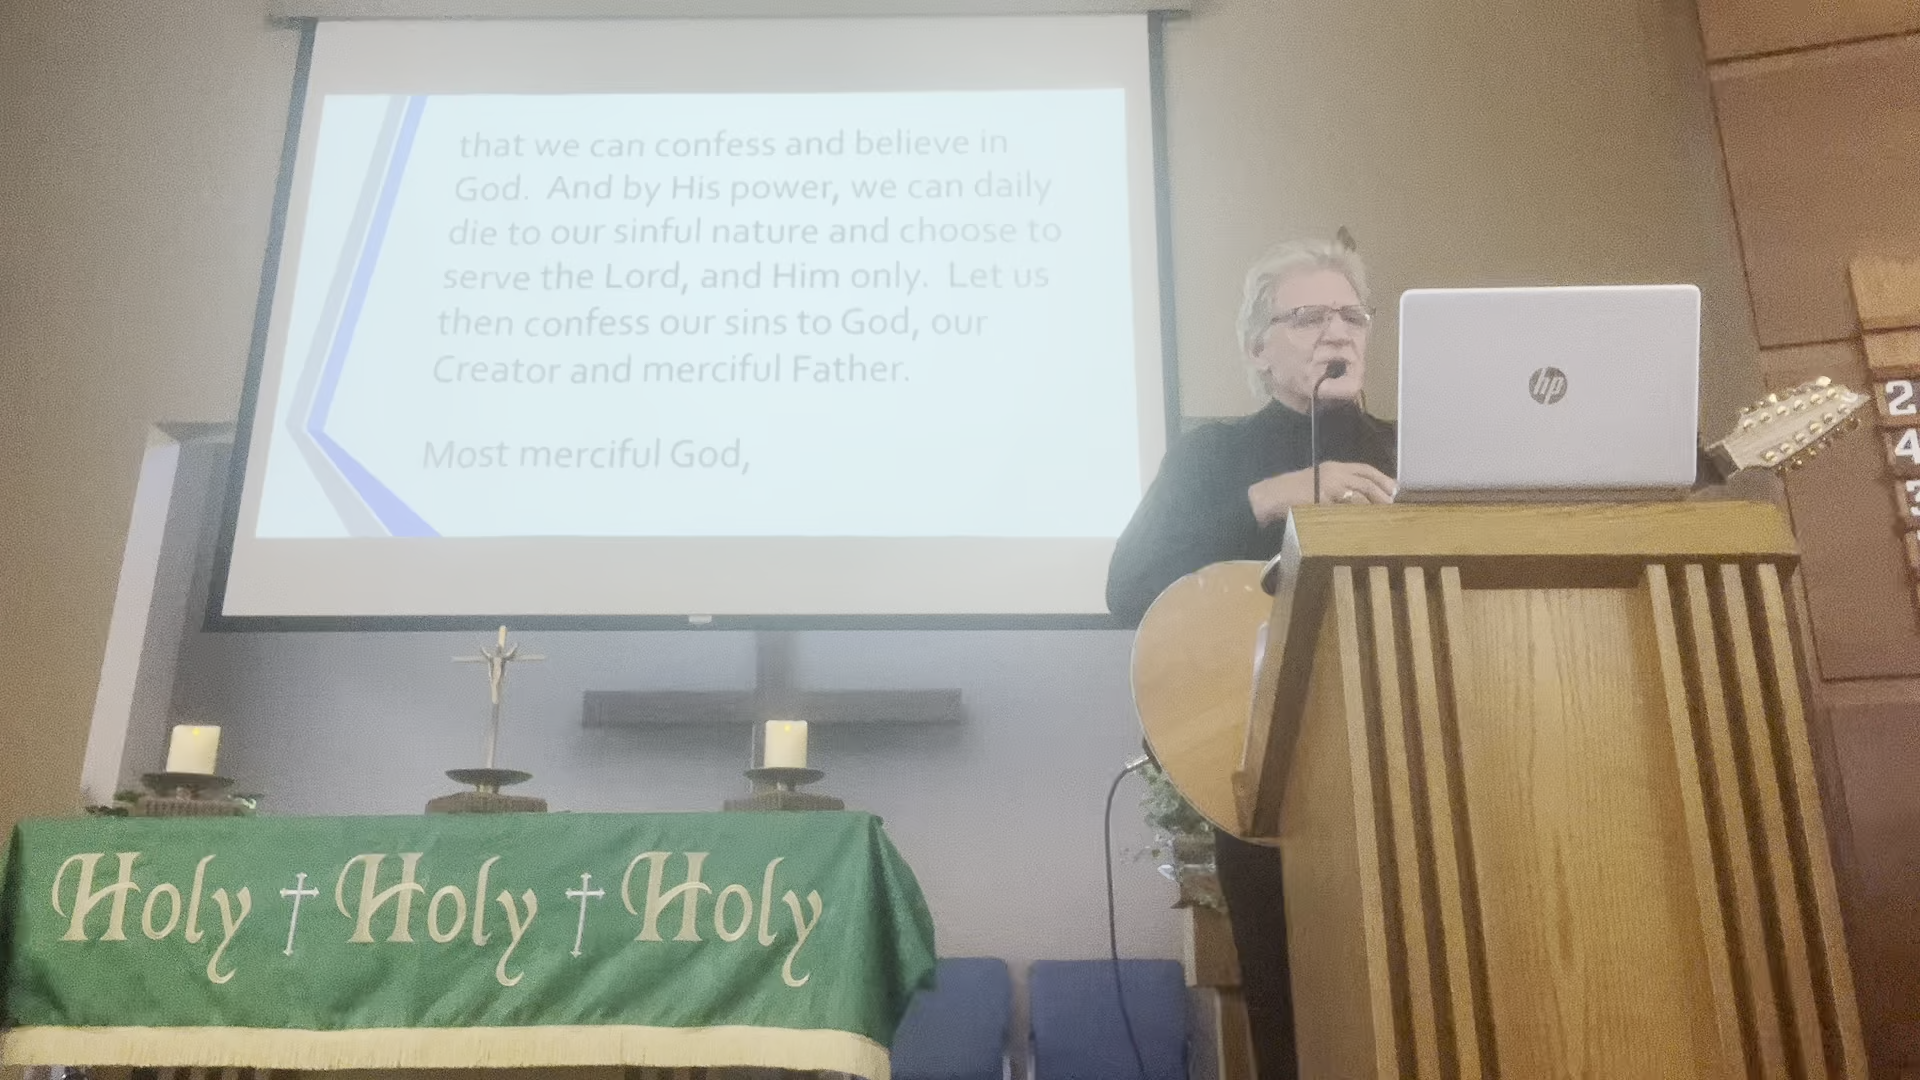 that we can confess and believe in
God. And by His power, we can daily
die to our sinful nature and choose to
serve the Lord, and Him only. Let us
then confess our sins to God, our
Creator and merciful Father.
Most merciful God,
hp
2
4
3
Holy † Holy † Holy